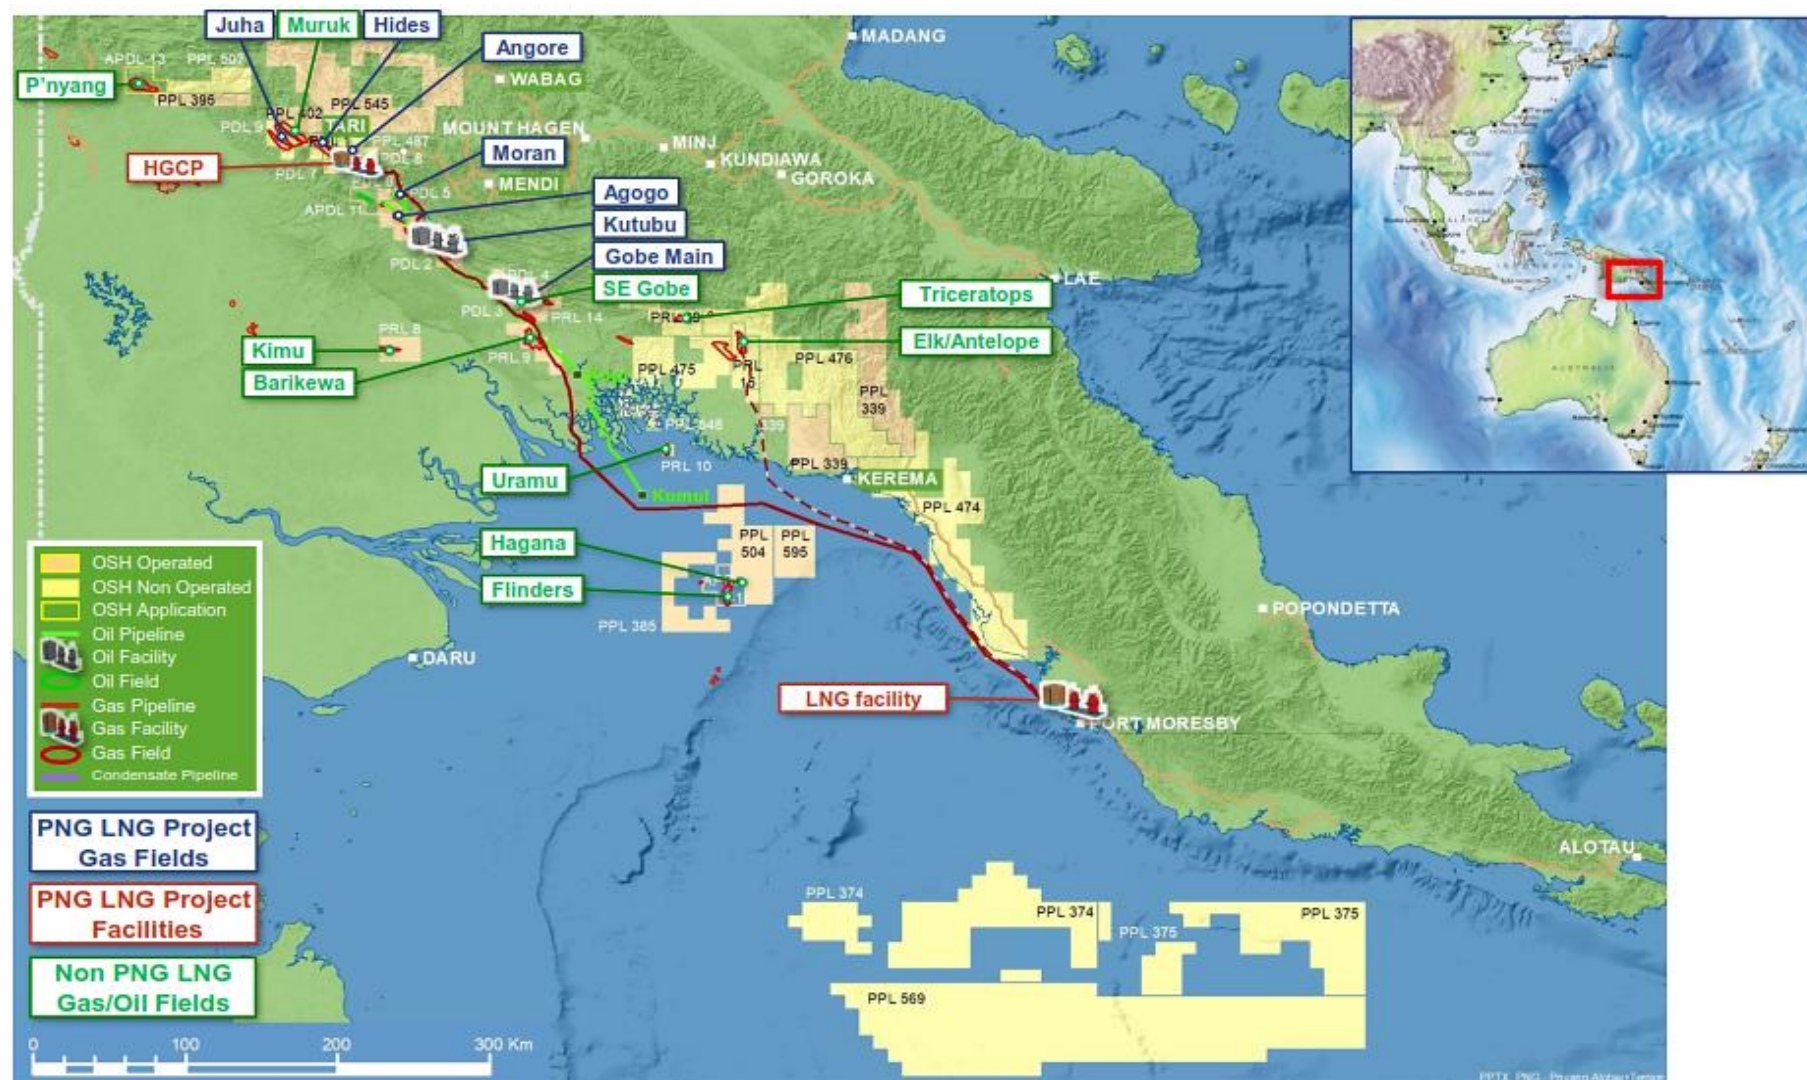 Juha
Muruk
Hides
Angore
MADANG
APDL 13
PPL 507
P'nyang
WABAG
PPL 395
PPL 402
PPL 545
PDL 9
TARI
PPL 487
MOUNT HAGEN
MINJ
Moran
KUNDIAWA
HGCP
PDL 8
PDL 7
GOROKA
PDL 5
MENDI
Agogo
APDL 11
Kutubu
Gobe Main
PDL 2
PDL 4
LAE
SE Gobe
Triceratops
PDL 3
PRL 14
PRL 8
Elk/Antelope
Kimu
PRL 9
PPL 475
PRL 15
PPL 476
Barikewa
PPL 339
339
PPL 548
PPL 339
Uramu
PRL 10
KEREMA
Kumul
PPL 474
Hagana
PPL 504
PPL 595
Flinders
PPL 385
POPONDETTA
DARU
OSH Operated
OSH Non Operated
OSH Application
Oil Pipeline
Oil Facility
Oil Field
Gas Pipeline
Gas Facility
Gas Field
Condensate Pipeline
LNG facility
PORT MORESBY
PNG LNG Project
Gas Fields
ALOTAU
PNG LNG Project
Facilities
PPL 374
PPL 374
PPL 375
PPL 375
Non PNG LNG
Gas/Oil Fields
PPL 569
0 100 200 300 Km
AUSTRALIA